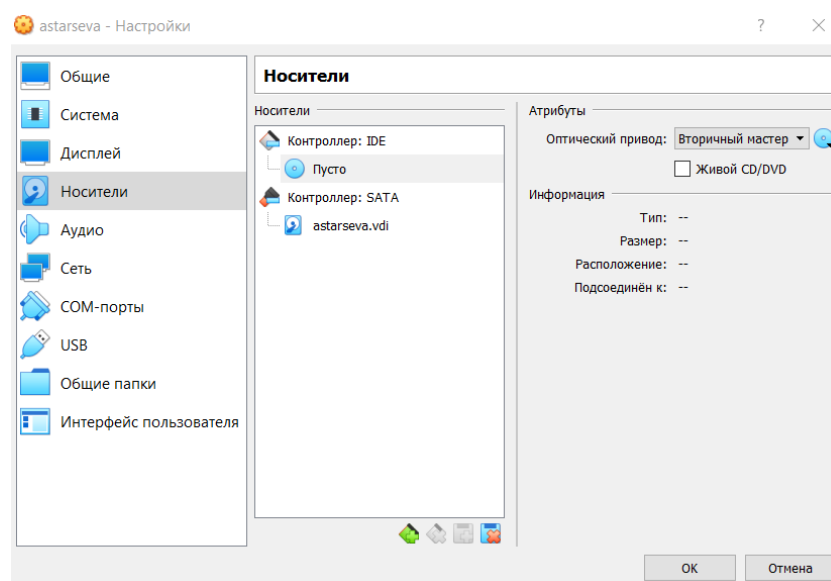 astarseva - Настройки
?
Общие
Система
Дисплей
Носители
Аудио
Сеть
COM-порты
USB
Общие папки
Интерфейс пользователя
Носители
Носители
Контроллер: IDE
Пусто
Контроллер: SATA
astarseva.vdi
Атрибуты
Оптический привод: Вторичный мастер
Живой CD/DVD
Информация
Тип: --
Размер: --
Расположение: --
Подсоединён к: --
OK
Отмена